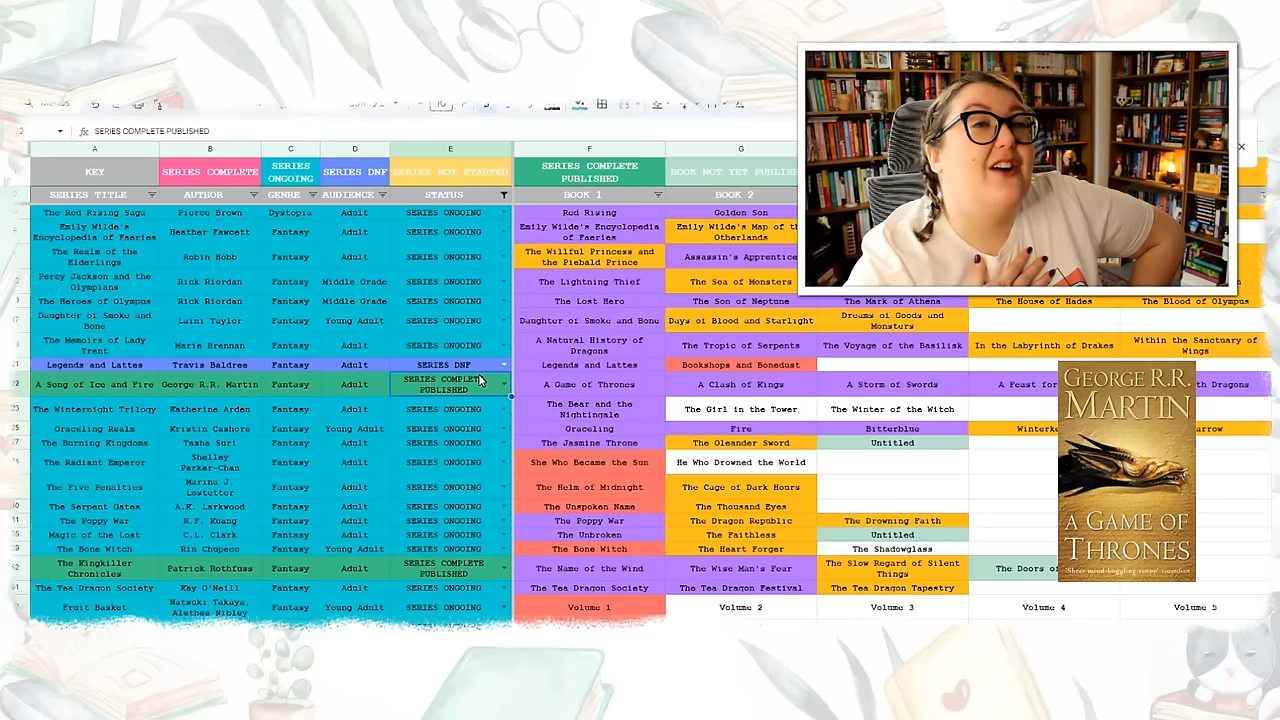 SERIES COMPLETE PUBLISHED
A B C D E F G
KEY SERIES COMPLETE SERIES ONGOING SERIES DNF SERIES NOT STARTED SERIES COMPLETE PUBLISHED BOOK NOT YET PUBLIS
SERIES TITLE AUTHOR GENRE AUDIENCE STATUS BOOK 1 BOOK 2
The Red Rising Saga Pierce Brown Dystopia Adult SERIES ONGOING Red Rising Golden Son
Emily Wilde's Encyclopedia of Faeries Heather Fawcett Fantasy Adult SERIES ONGOING Emily Wilde's Encyclopedia of Faeries Emily Wilde's Map of th Otherlands
The Realm of the Elderlings Robin Hobb Fantasy Adult SERIES ONGOING The Willful Princess and the Piebald Prince Assassin's Apprentice
Percy Jackson and the Olympians Rick Riordan Fantasy Middle Grade SERIES ONGOING The Lightning Thief The Sea of Monsters
The Heroes of Olympus Rick Riordan Fantasy Middle Grade SERIES ONGOING The Lost Hero The Son of Neptune The Mark of Athena The House of Hades The Blood of Olympus
Daughter of Smoke and Bone Laini Taylor Fantasy Young Adult SERIES ONGOING Daughter of Smoke and Bone Days of Blood and Starlight Dreams of Goods and Monsters
The Memoirs of Lady Trent Marie Brennan Fantasy Adult SERIES ONGOING A Natural History of Dragons The Tropic of Serpents The Voyage of the Basilisk In the Labyrinth of Drakes Within the Sanctuary of Wings
Legends and Lattes Travis Baldree Fantasy Adult SERIES DNF Legends and Lattes Bookshops and Bonedust
A Song of Ice and Fire George R.R. Martin Fantasy Adult SERIES COMPLETE PUBLISHED A Game of Thrones A Clash of Kings A Storm of Swords A Feast for th Dragons
The Winternight Trilogy Katherine Arden Fantasy Adult SERIES ONGOING The Bear and the Nightingale The Girl in the Tower The Winter of the Witch
Graceling Realm Kristin Cashore Fantasy Young Adult SERIES ONGOING Graceling Fire Bitterblue Winterke arrow
The Burning Kingdoms Tasha Suri Fantasy Adult SERIES ONGOING The Jasmine Throne The Oleander Sword Untitled
The Radiant Emperor Shelley Parker-Chan Fantasy Adult SERIES ONGOING She Who Became the Sun He Who Drowned the World
The Five Penalties Marina J. Lostetter Fantasy Adult SERIES ONGOING The Helm of Midnight The Cage of Dark Hours
The Serpent Gates A.K. Larkwood Fantasy Adult SERIES ONGOING The Unspoken Name The Thousand Eyes
The Poppy War R.F. Kuang Fantasy Adult SERIES ONGOING The Poppy War The Dragon Republic The Drowning Faith
Magic of the Lost C.L. Clark Fantasy Adult SERIES ONGOING The Unbroken The Faithless Untitled
The Bone Witch Rin Chupeco Fantasy Young Adult SERIES ONGOING The Bone Witch The Heart Forger The Shadowglass
The Kingkiller Chronicles Patrick Rothfuss Fantasy Adult SERIES COMPLETE PUBLISHED The Name of the Wind The Wise Man's Fear The Slow Regard of Silent Things The Doors of
The Tea Dragon Society Kay O'Neill Fantasy Adult SERIES ONGOING The Tea Dragon Society The Tea Dragon Festival The Tea Dragon Tapestry
Fruit Basket Natsuki Takaya, Alethea Nibley Fantasy Young Adult SERIES ONGOING Volume 1 Volume 2 Volume 3 Volume 4 Volume 5
GEORGE R.R.
MARTIN
A GAME OF
THRONES